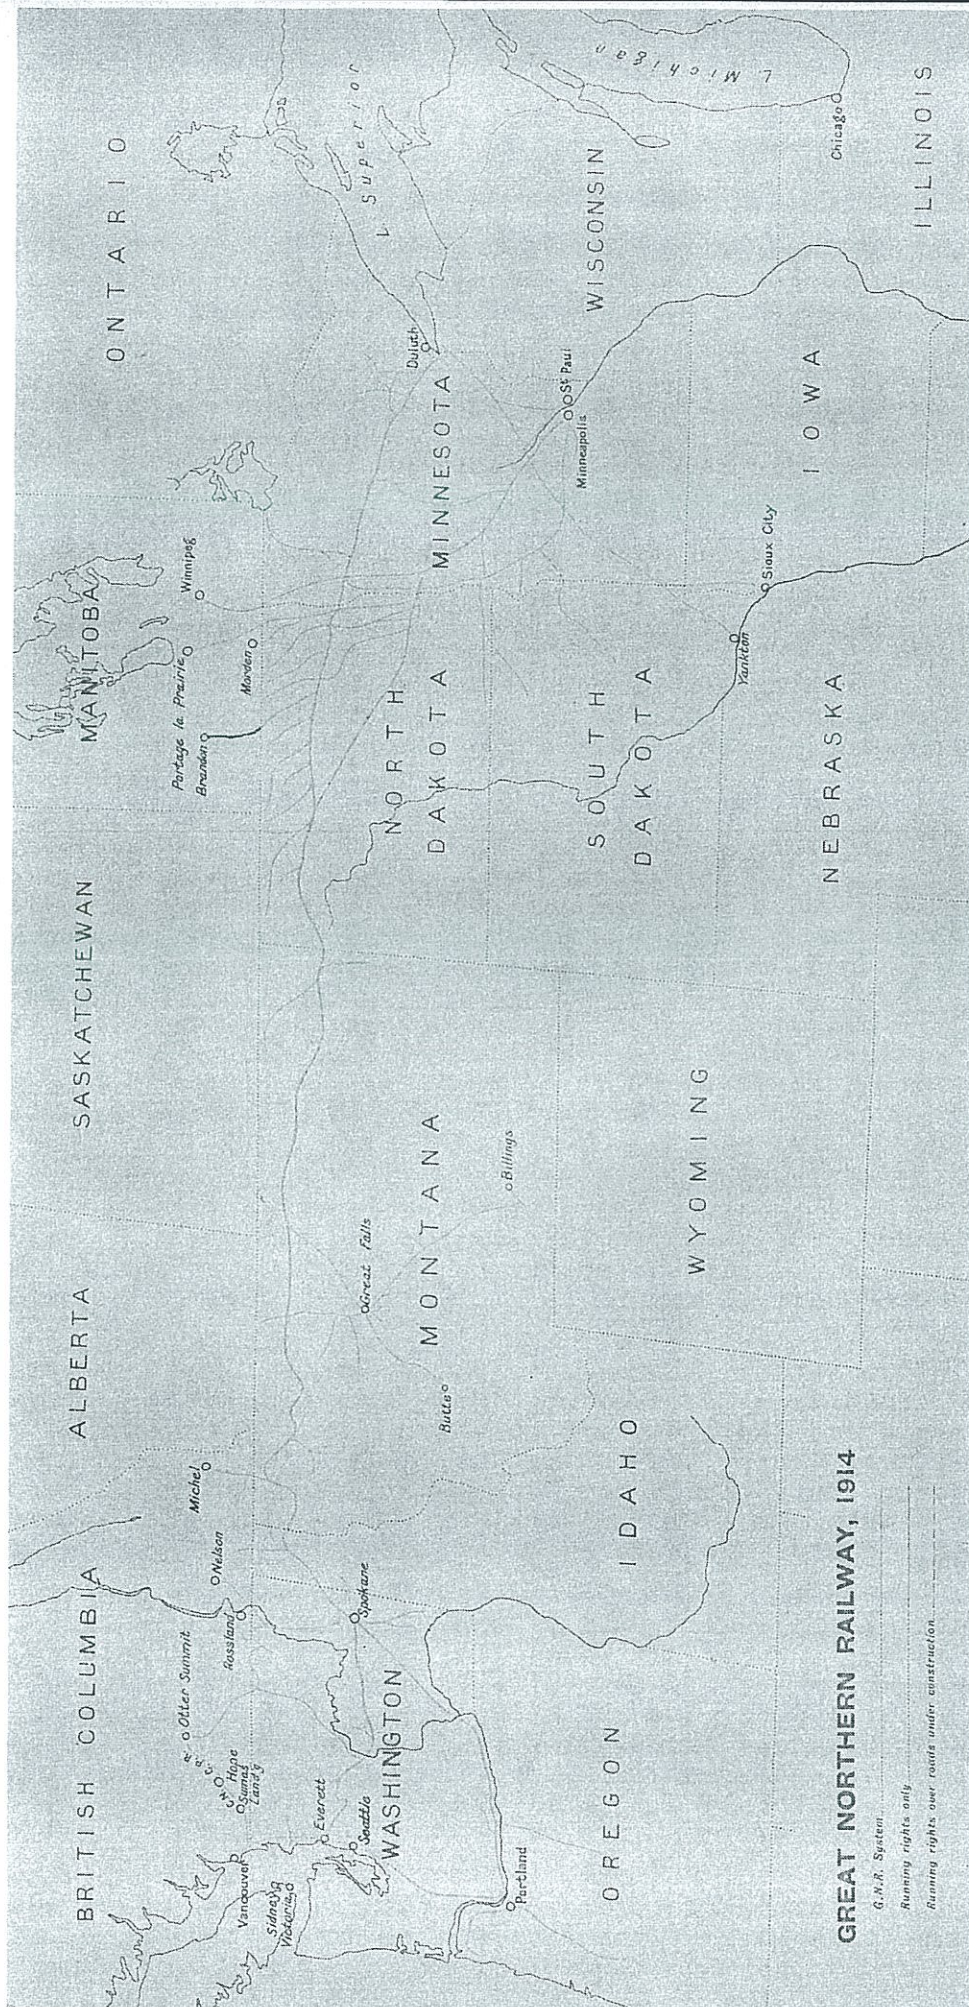 BRITISH COLUMBIA
ALBERTA
SASKATCHEWAN
MANITOBA
ONTARIO
Michel
Nelson
Otter Summit
Rossland
Hope
Sumas
Land'g
Vancouver
Sidney
Victoria
Everett
Seattle
Spokane
WASHINGTON
Portland
OREGON
IDAHO
Butte
Great Falls
MONTANA
Billings
WYOMING
Portage la Prairie
Brandon
Winnipeg
Morden
NORTH
DAKOTA
SOUTH
DAKOTA
NEBRASKA
Yankton
Sioux City
MINNESOTA
Duluth
Minneapolis
St Paul
IOWA
WISCONSIN
L Superior
L Michigan
Chicago
ILLINOIS
GREAT NORTHERN RAILWAY, 1914
G.N.R. System
Running rights only
Running rights over roads under construction